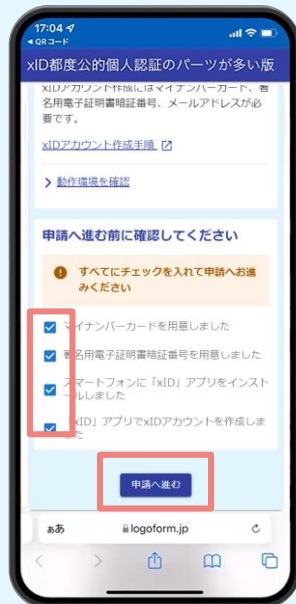 17:04
◀ QRコード
xID都度公的個人認証のパーツが多い版
xIDアカウント作成にはマイナンバーカード、署
名用電子証明書暗証番号、メールアドレスが必
要です。
xIDアカウント作成手順
動作環境を確認
申請へ進む前に確認してください
すべてにチェックを入れて申請へお進
みください
マイナンバーカードを用意しました
署名用電子証明書暗証番号を用意しました
スマートフォンに「xID」アプリをインスト
ールしました
「xID」アプリでxIDアカウントを作成しま
した
申請へ進む
ぁあ
logoform.jp